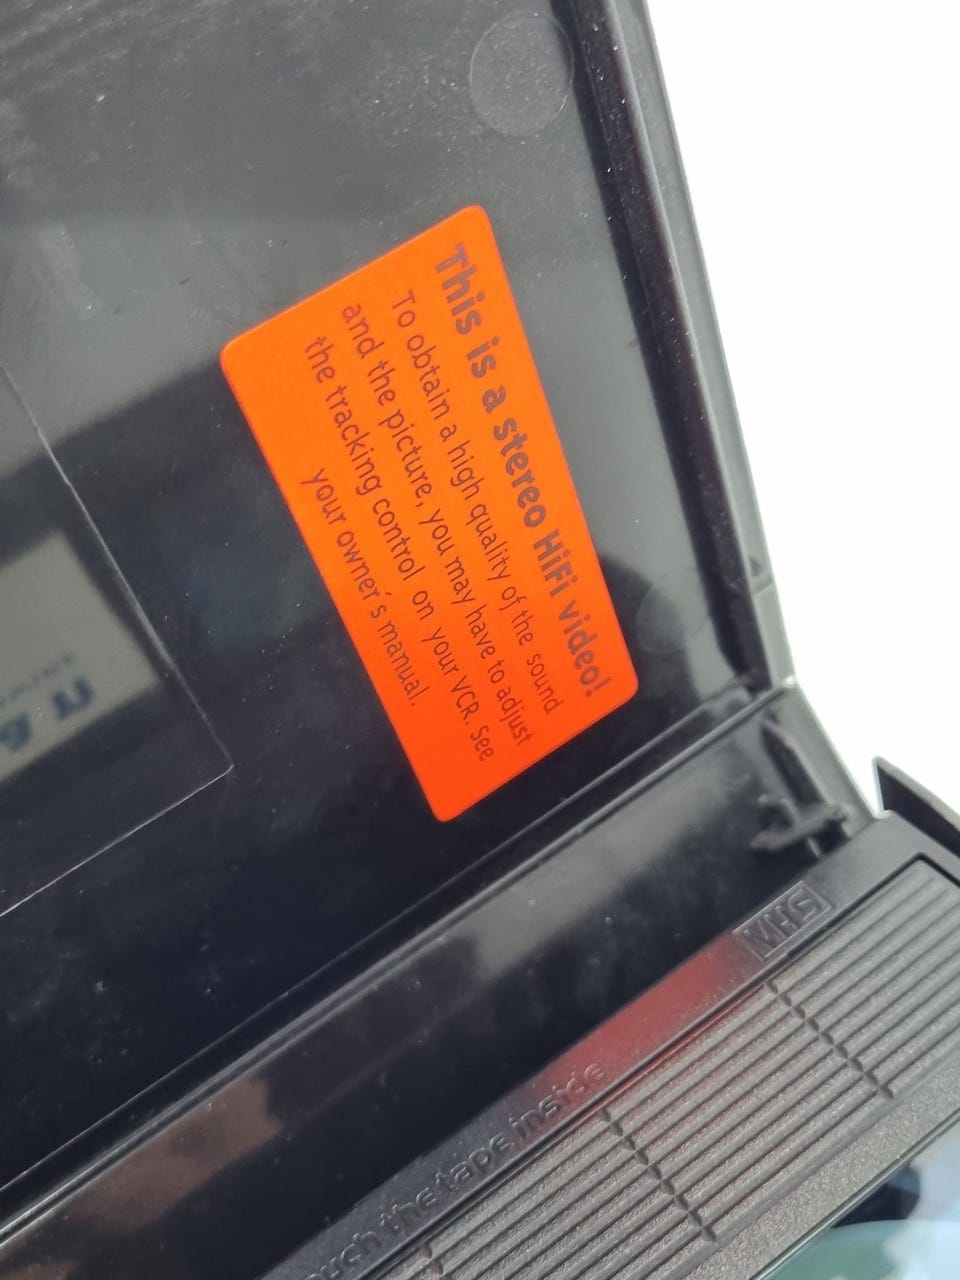 This is a stereo HiFi video!
To obtain a high quality of the sound
and the picture, you may have to adjust
the tracking control on your VCR. See
your owner's manual.
VHS
the tape inside